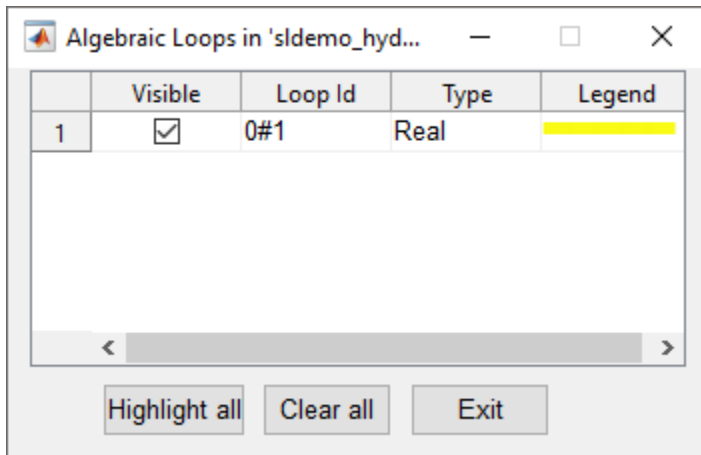 Algebraic Loops in 'sldemo_hyd...
Visible Loop Id Type Legend
1 0#1 Real
Highlight all Clear all Exit